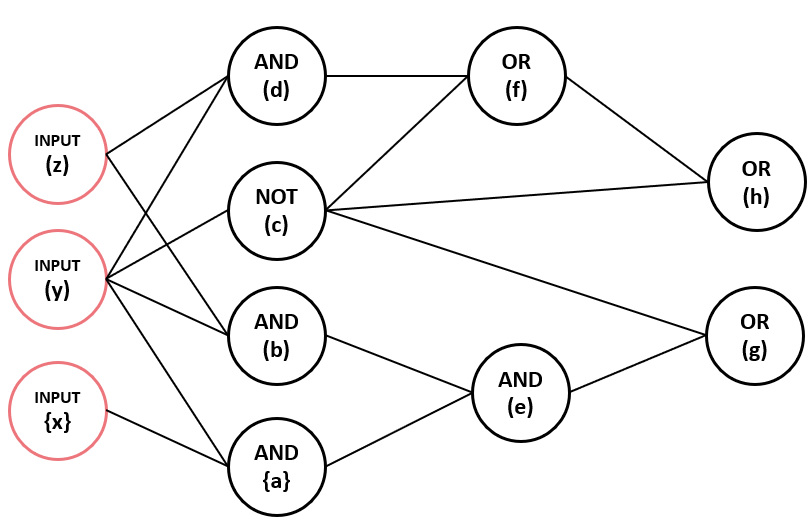 AND
(d)
OR
(f)
INPUT
(z)
NOT
(c)
OR
(h)
INPUT
(y)
AND
(b)
OR
(g)
INPUT
{x}
AND
(e)
AND
{a}